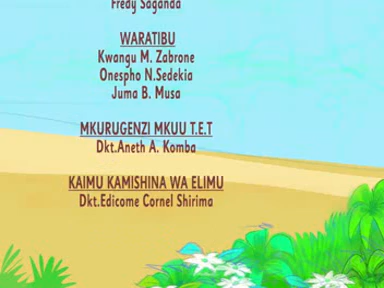 Fredy Saganda
WARATIBU
Kwangu M. Zabrone
Onespho N.Sedekia
Juma B. Musa
MKURUGENZI MKUU T.E.T
Dkt.Aneth A. Komba
KAIMU KAMISHINA WA ELIMU
Dkt.Edicome Cornel Shirima